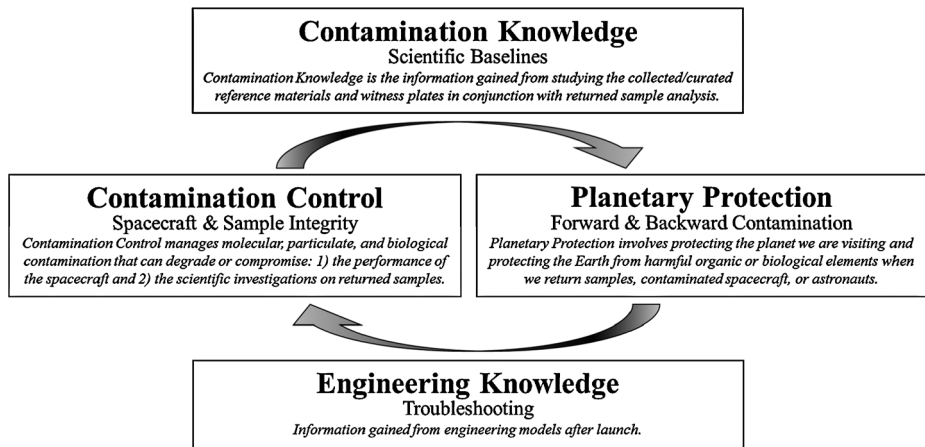 Contamination Knowledge
Scientific Baselines
Contamination Knowledge is the information gained from studying the collected/curated
reference materials and witness plates in conjunction with returned sample analysis.
Contamination Control
Spacecraft & Sample Integrity
Contamination Control manages molecular, particulate, and biological
contamination that can degrade or compromise: 1) the performance of
the spacecraft and 2) the scientific investigations on returned samples.
Planetary Protection
Forward & Backward Contamination
Planetary Protection involves protecting the planet we are visiting and
protecting the Earth from harmful organic or biological elements when
we return samples, contaminated spacecraft, or astronauts.
Engineering Knowledge
Troubleshooting
Information gained from engineering models after launch.